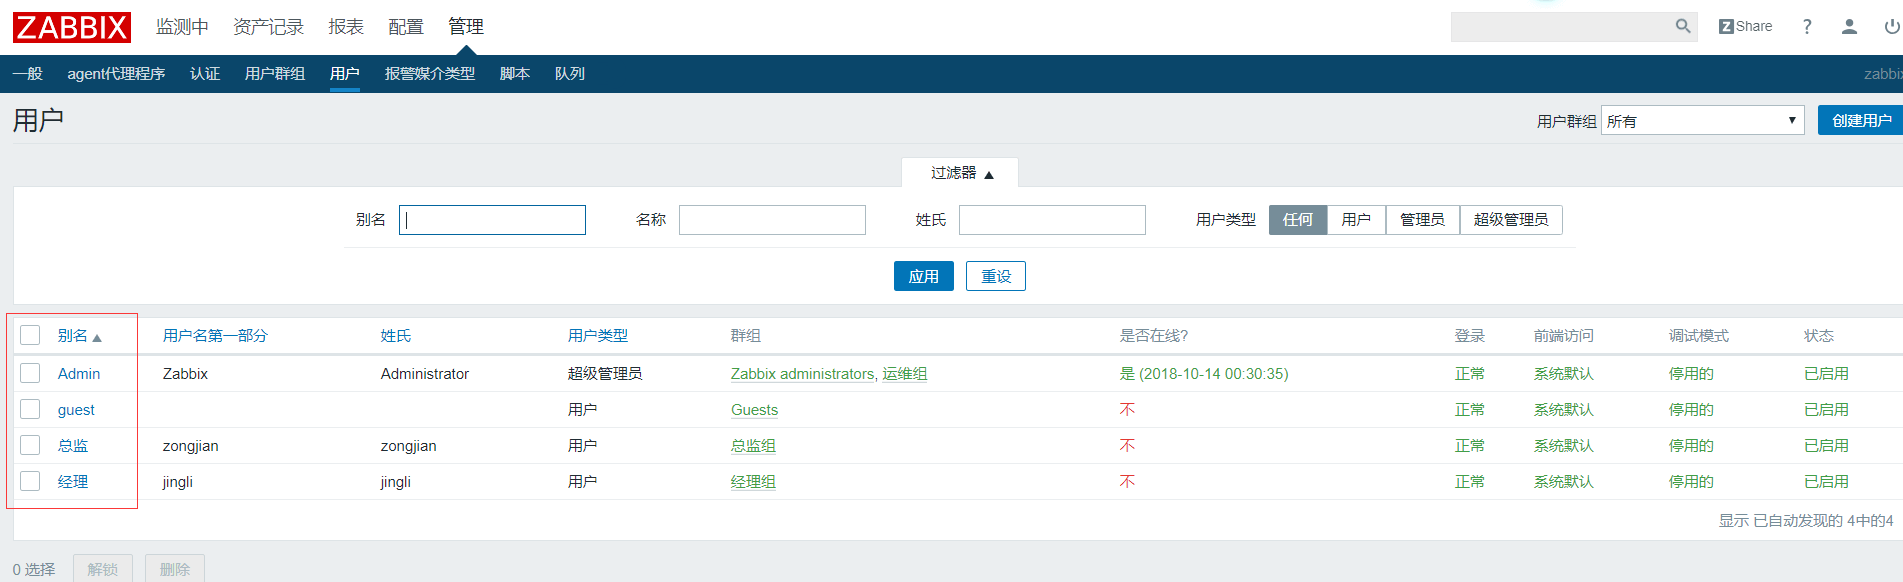 ZABBIX 监测中 资产记录 报表 配置 管理 Z Share ?
一般 agent代理程序 认证 用户群组 用户 报警媒介类型 脚本 队列 zabbix
用户 用户群组 所有 创建用户
过滤器
别名 名称 姓氏 用户类型 任何 用户 管理员 超级管理员
应用 重设
别名 用户名第一部分 姓氏 用户类型 群组 是否在线? 登录 前端访问 调试模式 状态
Admin Zabbix Administrator 超级管理员 Zabbix administrators, 运维组 是 (2018-10-14 00:30:35) 正常 系统默认 停用的 已启用
guest 用户 Guests 不 正常 系统默认 停用的 已启用
总监 zongjian zongjian 用户 总监组 不 正常 系统默认 停用的 已启用
经理 jingli jingli 用户 经理组 不 正常 系统默认 停用的 已启用
显示 已自动发现的 4中的4
0 选择 解锁 删除